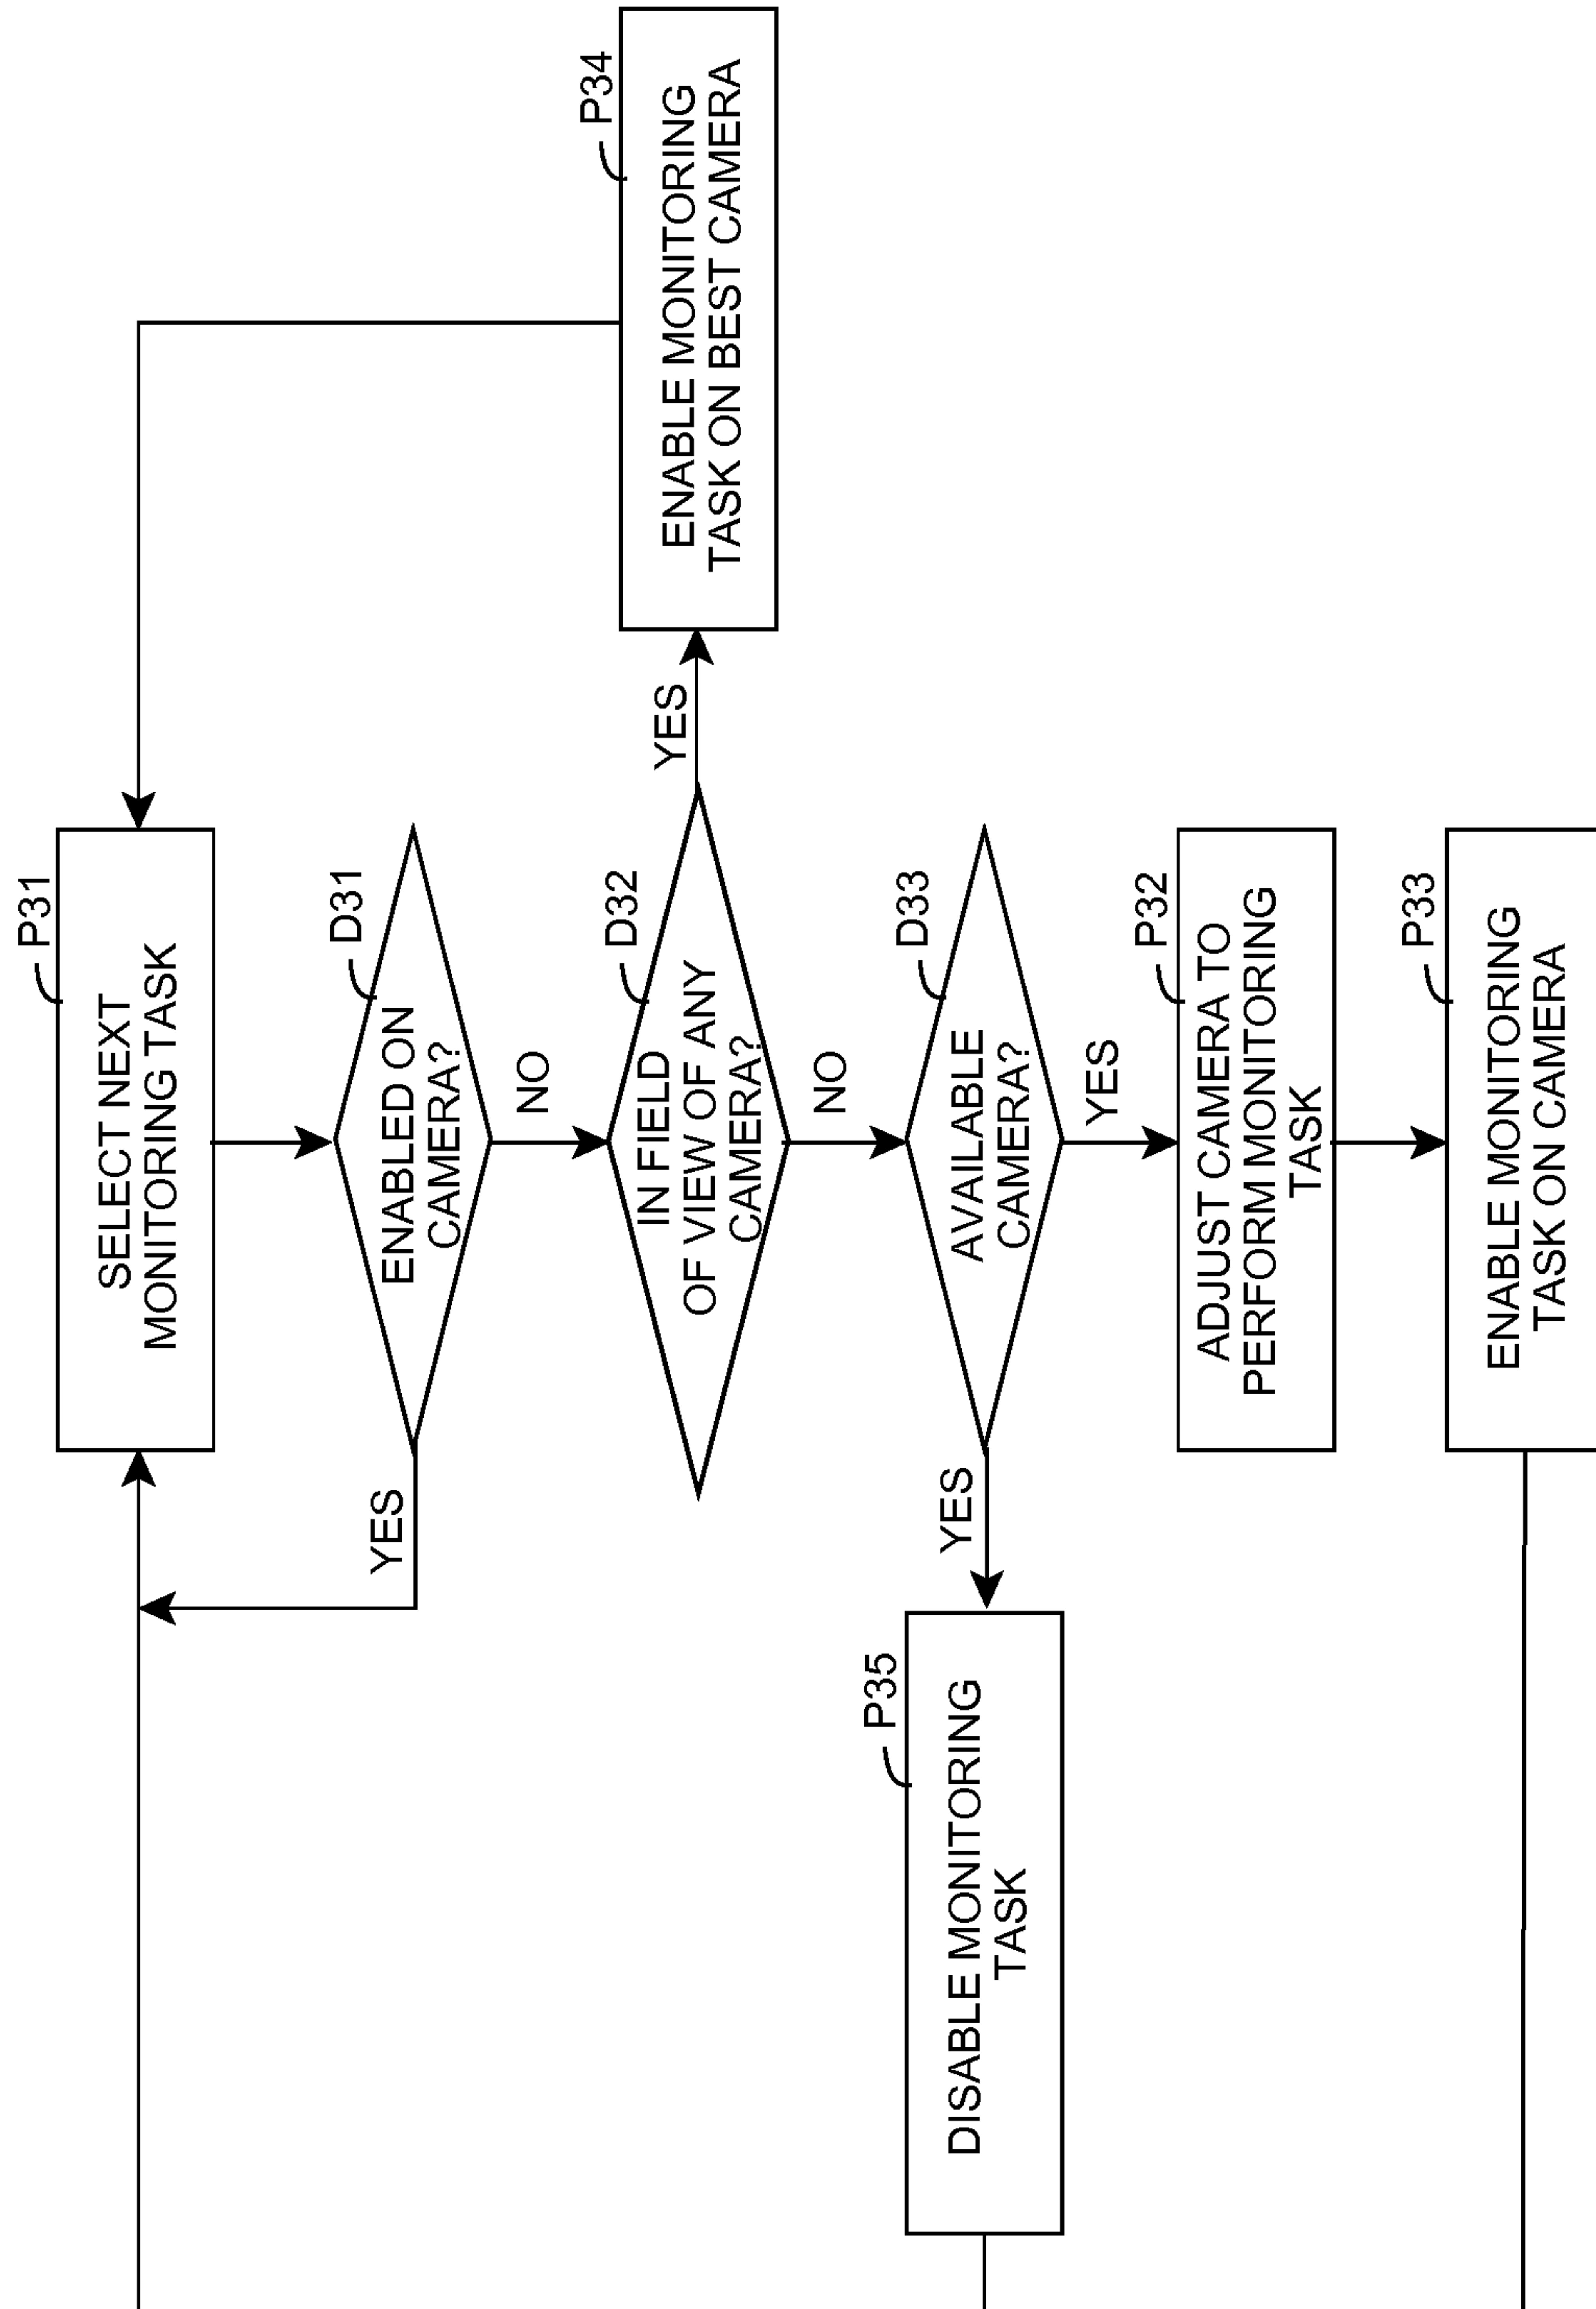 P31
SELECT NEXT
MONITORING TASK
D31
ENABLED ON
CAMERA?
YES
NO
D32
IN FIELD
OF VIEW OF ANY
CAMERA?
YES
P34
ENABLE MONITORING
TASK ON BEST CAMERA
NO
D33
AVAILABLE
CAMERA?
YES
P35
DISABLE MONITORING
TASK
YES
P32
ADJUST CAMERA TO
PERFORM MONITORING
TASK
P33
ENABLE MONITORING
TASK ON CAMERA